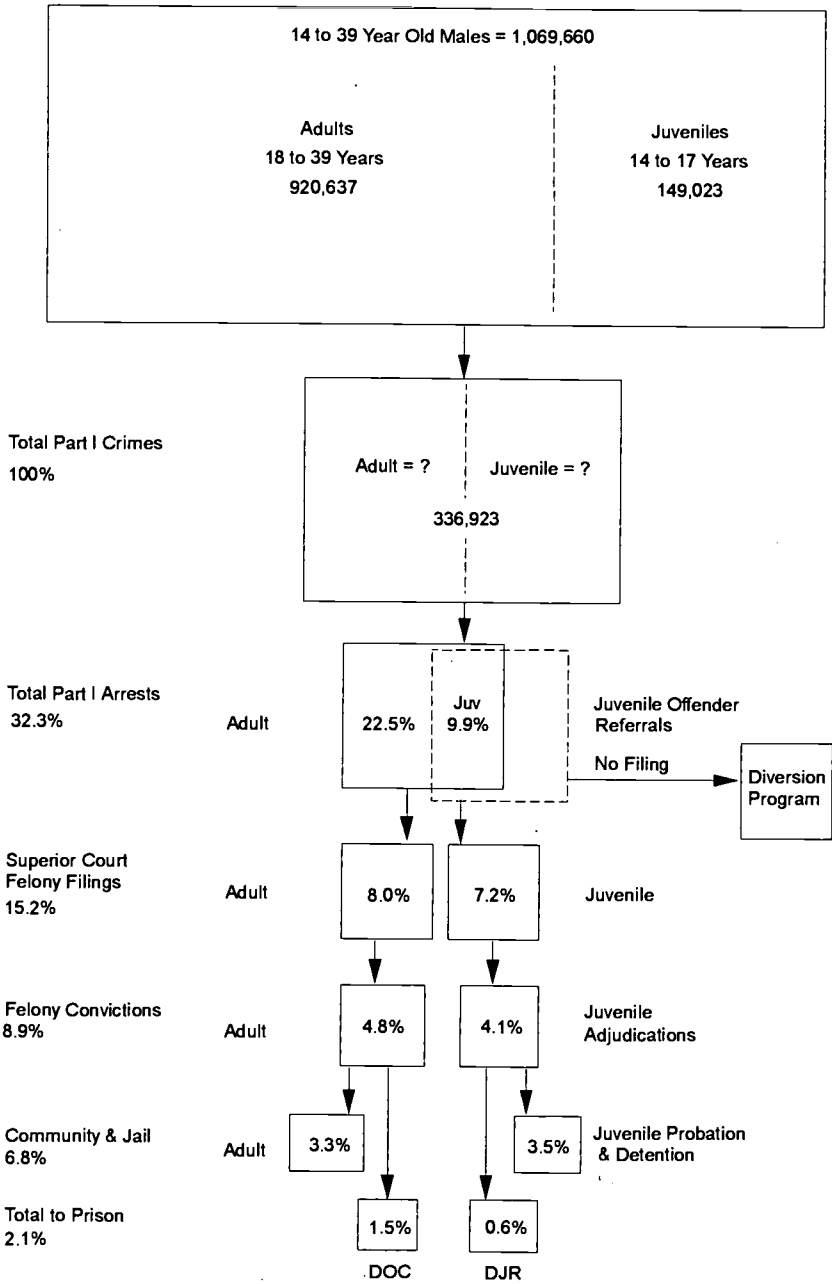 14 to 39 Year Old Males = 1,069,660
Adults
18 to 39 Years
920,637
Juveniles
14 to 17 Years
149,023
Total Part I Crimes
100%
Adult = ?
Juvenile = ?
336,923
Total Part I Arrests
32.3%
Adult
22.5%
Juv
9.9%
Juvenile Offender
Referrals
No Filing
Diversion
Program
Superior Court
Felony Filings
15.2%
Adult
8.0%
7.2%
Juvenile
Felony Convictions
8.9%
Adult
4.8%
4.1%
Juvenile
Adjudications
Community & Jail
6.8%
Adult
3.3%
3.5%
Juvenile Probation
& Detention
Total to Prison
2.1%
1.5%
0.6%
DOC
DJR